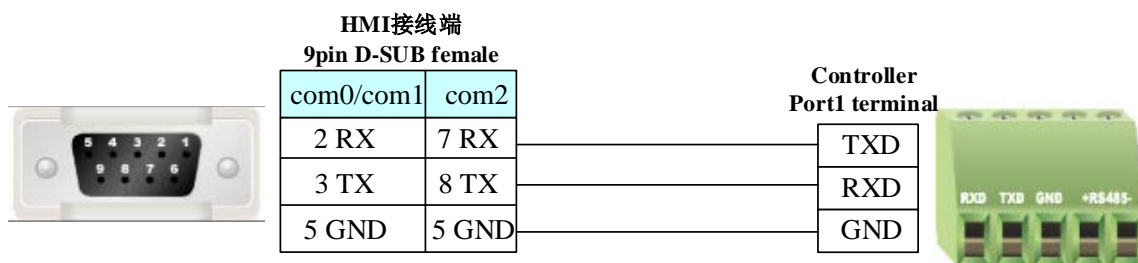 HMI接线端
9pin D-SUB female
com0/com1 com2
2 RX 7 RX
3 TX 8 TX
5 GND 5 GND
Controller
Port1 terminal
TXD
RXD
GND
5 4 3 2 1
9 8 7 6
RXD TXD GND +RS485-